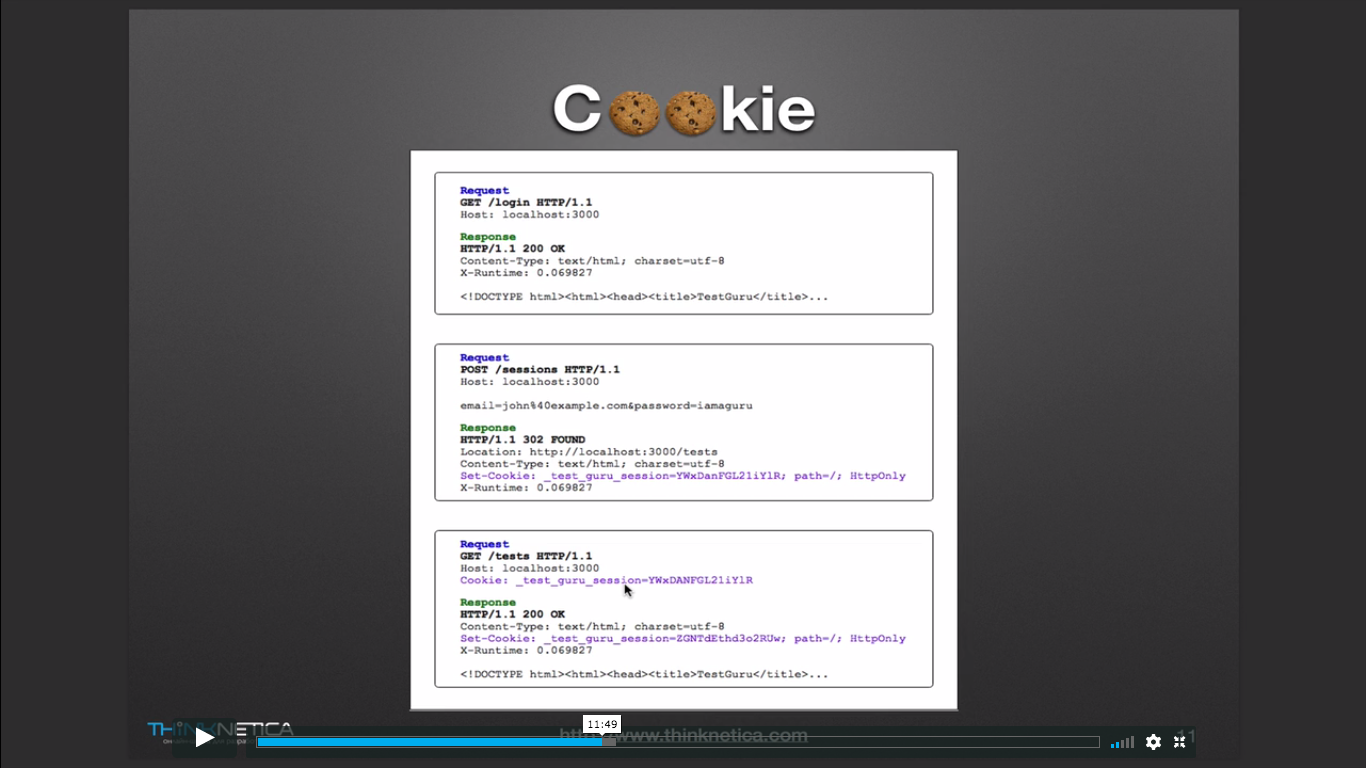 C kie
Request
GET /login HTTP/1.1
Host: localhost:3000
Response
HTTP/1.1 200 OK
Content-Type: text/html; charset=utf-8
X-Runtime: 0.069827
<!DOCTYPE html><html><head><title>TestGuru</title>...
Request
POST /sessions HTTP/1.1
Host: localhost:3000
email=john%40example.com&password=iamaguru
Response
HTTP/1.1 302 FOUND
Location: http://localhost:3000/tests
Content-Type: text/html; charset=utf-8
Set-Cookie: _test_guru_session=YWxDanFGL21iYlR; path=/; HttpOnly
X-Runtime: 0.069827
Request
GET /tests HTTP/1.1
Host: localhost:3000
Cookie: _test_guru_session=YWxDANFGL21iYlR
Response
HTTP/1.1 200 OK
Content-Type: text/html; charset=utf-8
Set-Cookie: _test_guru_session=ZGNTdEthd3o2RUw; path=/; HttpOnly
X-Runtime: 0.069827
<!DOCTYPE html><html><head><title>TestGuru</title>...
THINKNETICA
11:49
http://www.thinknetica.com
11